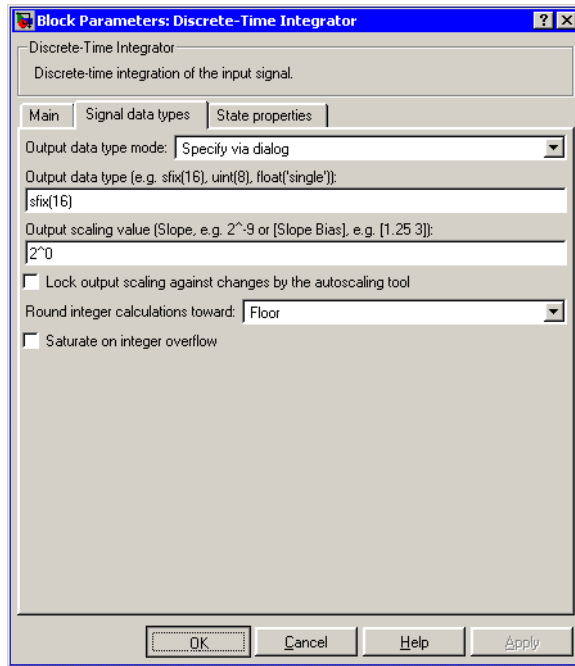 Block Parameters: Discrete-Time Integrator
Discrete-Time Integrator
Discrete-time integration of the input signal.
Main Signal data types State properties
Output data type mode: Specify via dialog
Output data type (e.g. sfix(16), uint(8), float('single')):
sfix(16)
Output scaling value (Slope, e.g. 2^-9 or [Slope Bias], e.g. [1.25 3]):
2^0
Lock output scaling against changes by the autoscaling tool
Round integer calculations toward: Floor
Saturate on integer overflow
OK Cancel Help Apply